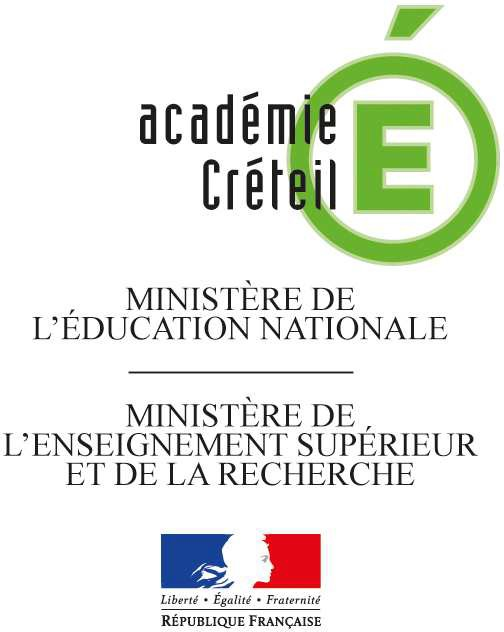 académie
Créteil
É
MINISTÈRE DE
L'ÉDUCATION NATIONALE
MINISTÈRE DE
L'ENSEIGNEMENT SUPÉRIEUR
ET DE LA RECHERCHE
Liberté • Égalité • Fraternité
RÉPUBLIQUE FRANÇAISE